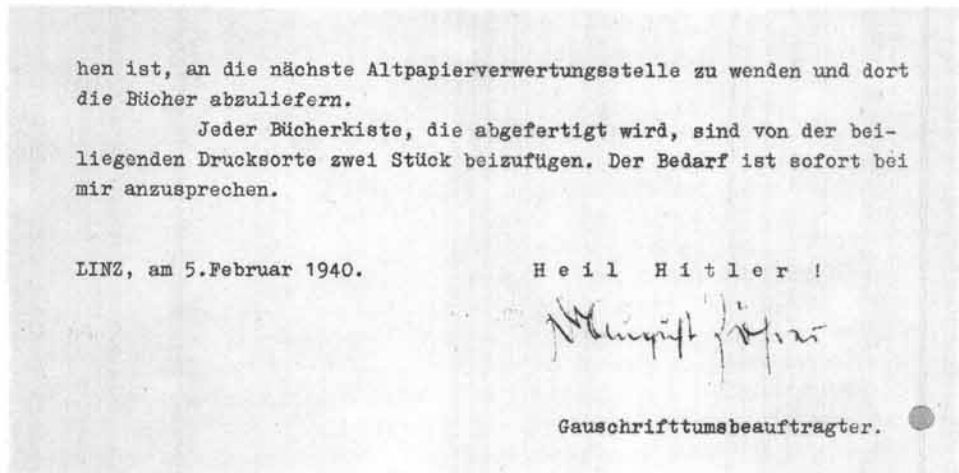 hen ist, an die nächste Altpapierverwertungsstelle zu wenden und dort
die Bücher abzuliefern.
Jeder Bücherkiste, die abgefertigt wird, sind von der bei-
liegenden Drucksorte zwei Stück beizufügen. Der Bedarf ist sofort bei
mir anzusprechen.
LINZ, am 5.Februar 1940.
H e i l   H i t l e r !
August
Gauschrifttumsbeauftragter.